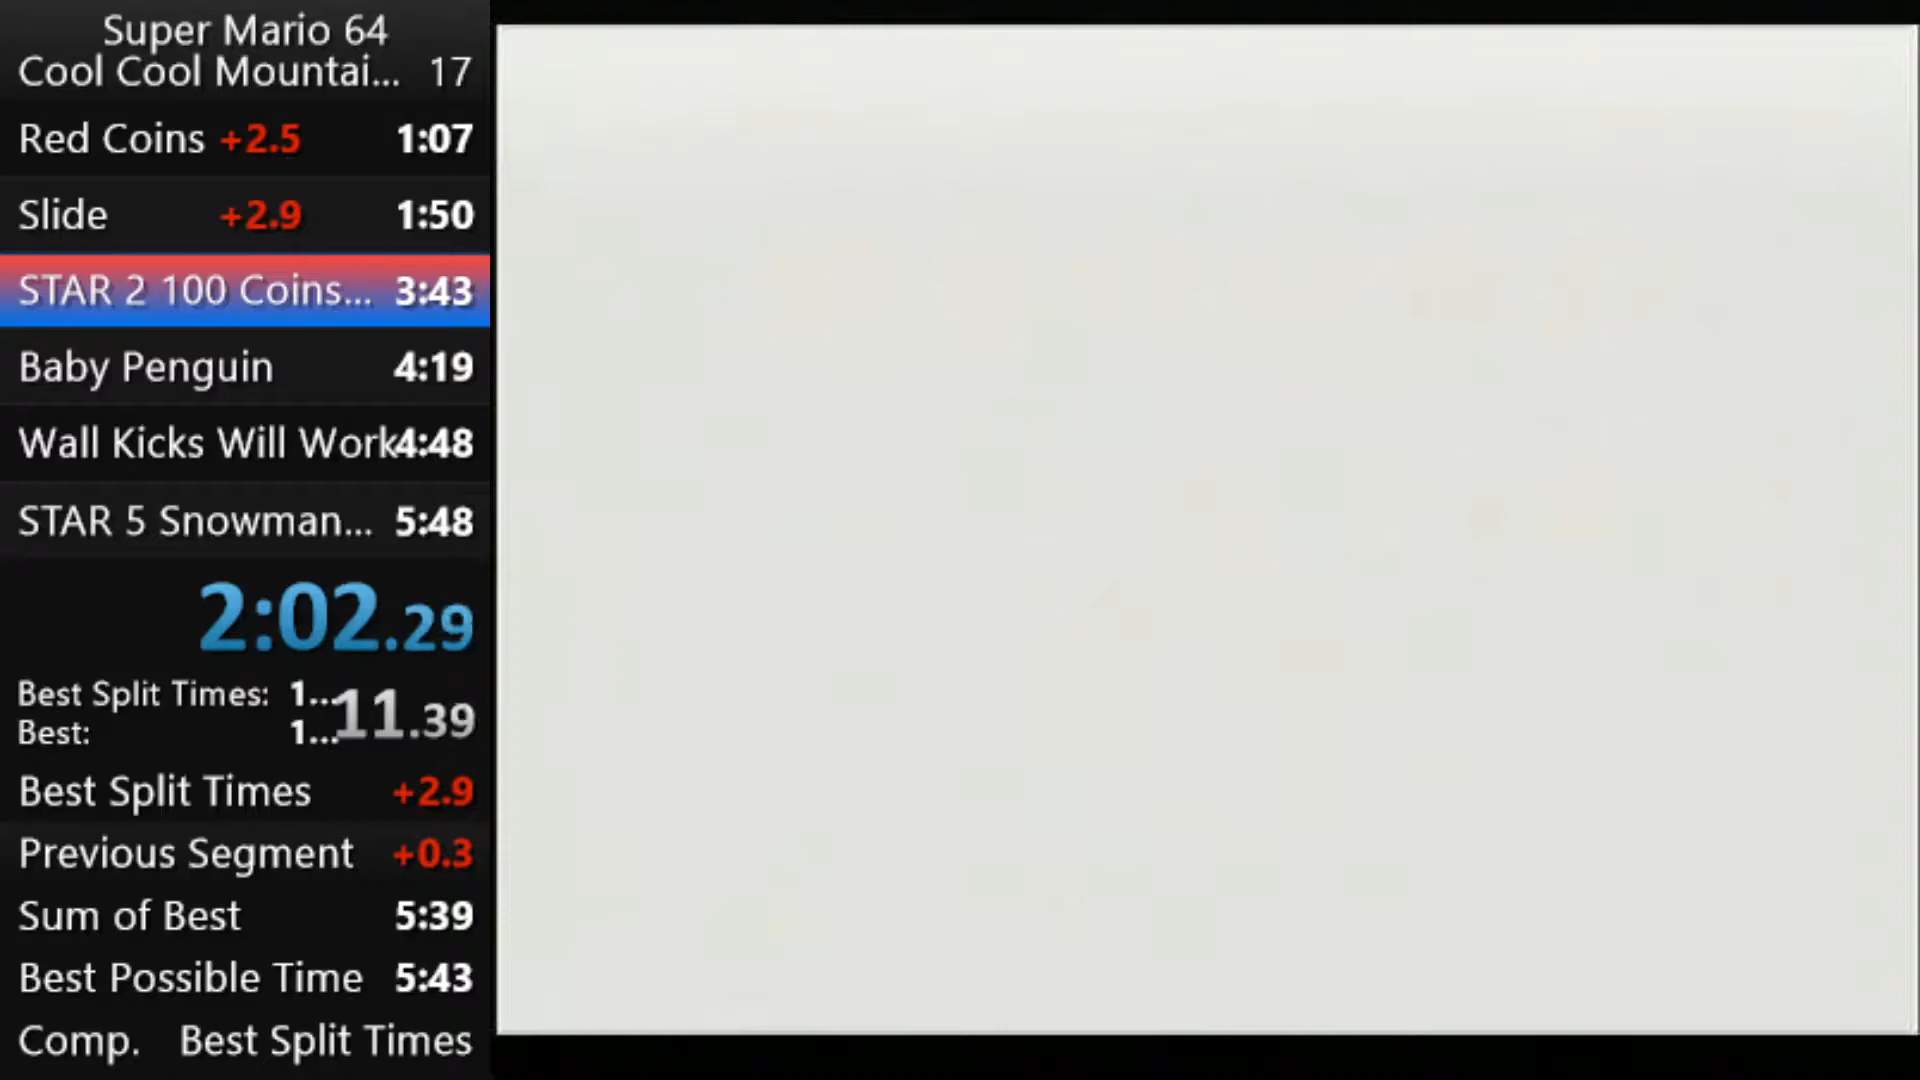 Super Mario 64
Cool Cool Mountai... 17
Red Coins +2.5 1:07
Slide +2.9 1:50
STAR 2 100 Coins... 3:43
Baby Penguin 4:19
Wall Kicks Will Work 4:48
STAR 5 Snowman... 5:48
2:02.29
Best Split Times: 1...
Best: 1...
11.39
Best Split Times +2.9
Previous Segment +0.3
Sum of Best 5:39
Best Possible Time 5:43
Comp. Best Split Times